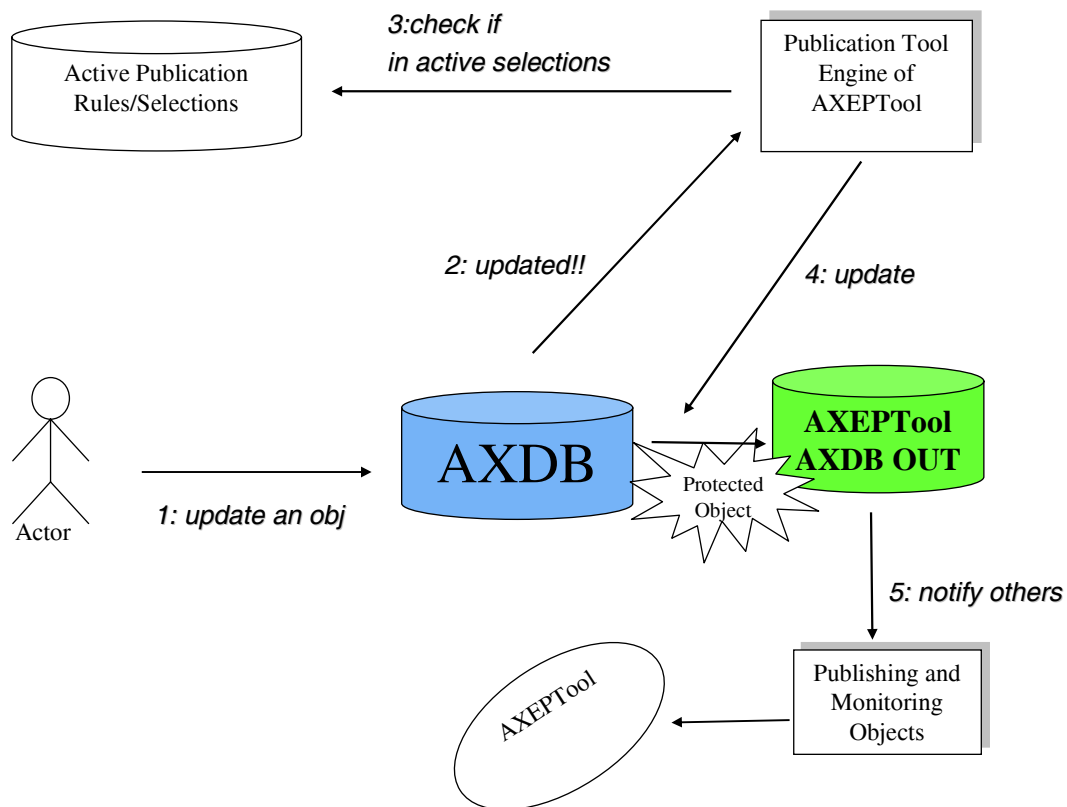 3:check if
in active selections
Active Publication
Rules/Selections
Publication Tool
Engine of
AXEPTool
2: updated!!
4: update
AXEPTool
AXDB OUT
AXDB
Protected
Object
1: update an obj
Actor
5: notify others
Publishing and
Monitoring
Objects
AXEPTool